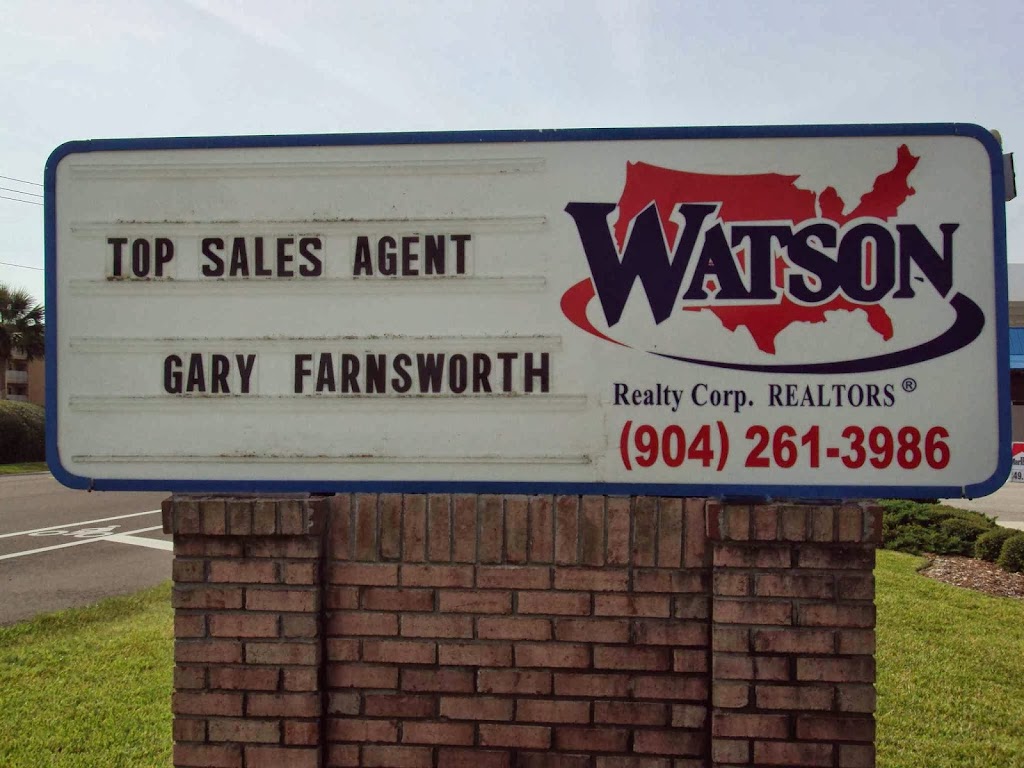 TOP SALES AGENT
GARY FARNSWORTH
WATSON
Realty Corp. REALTORS®
(904) 261-3986